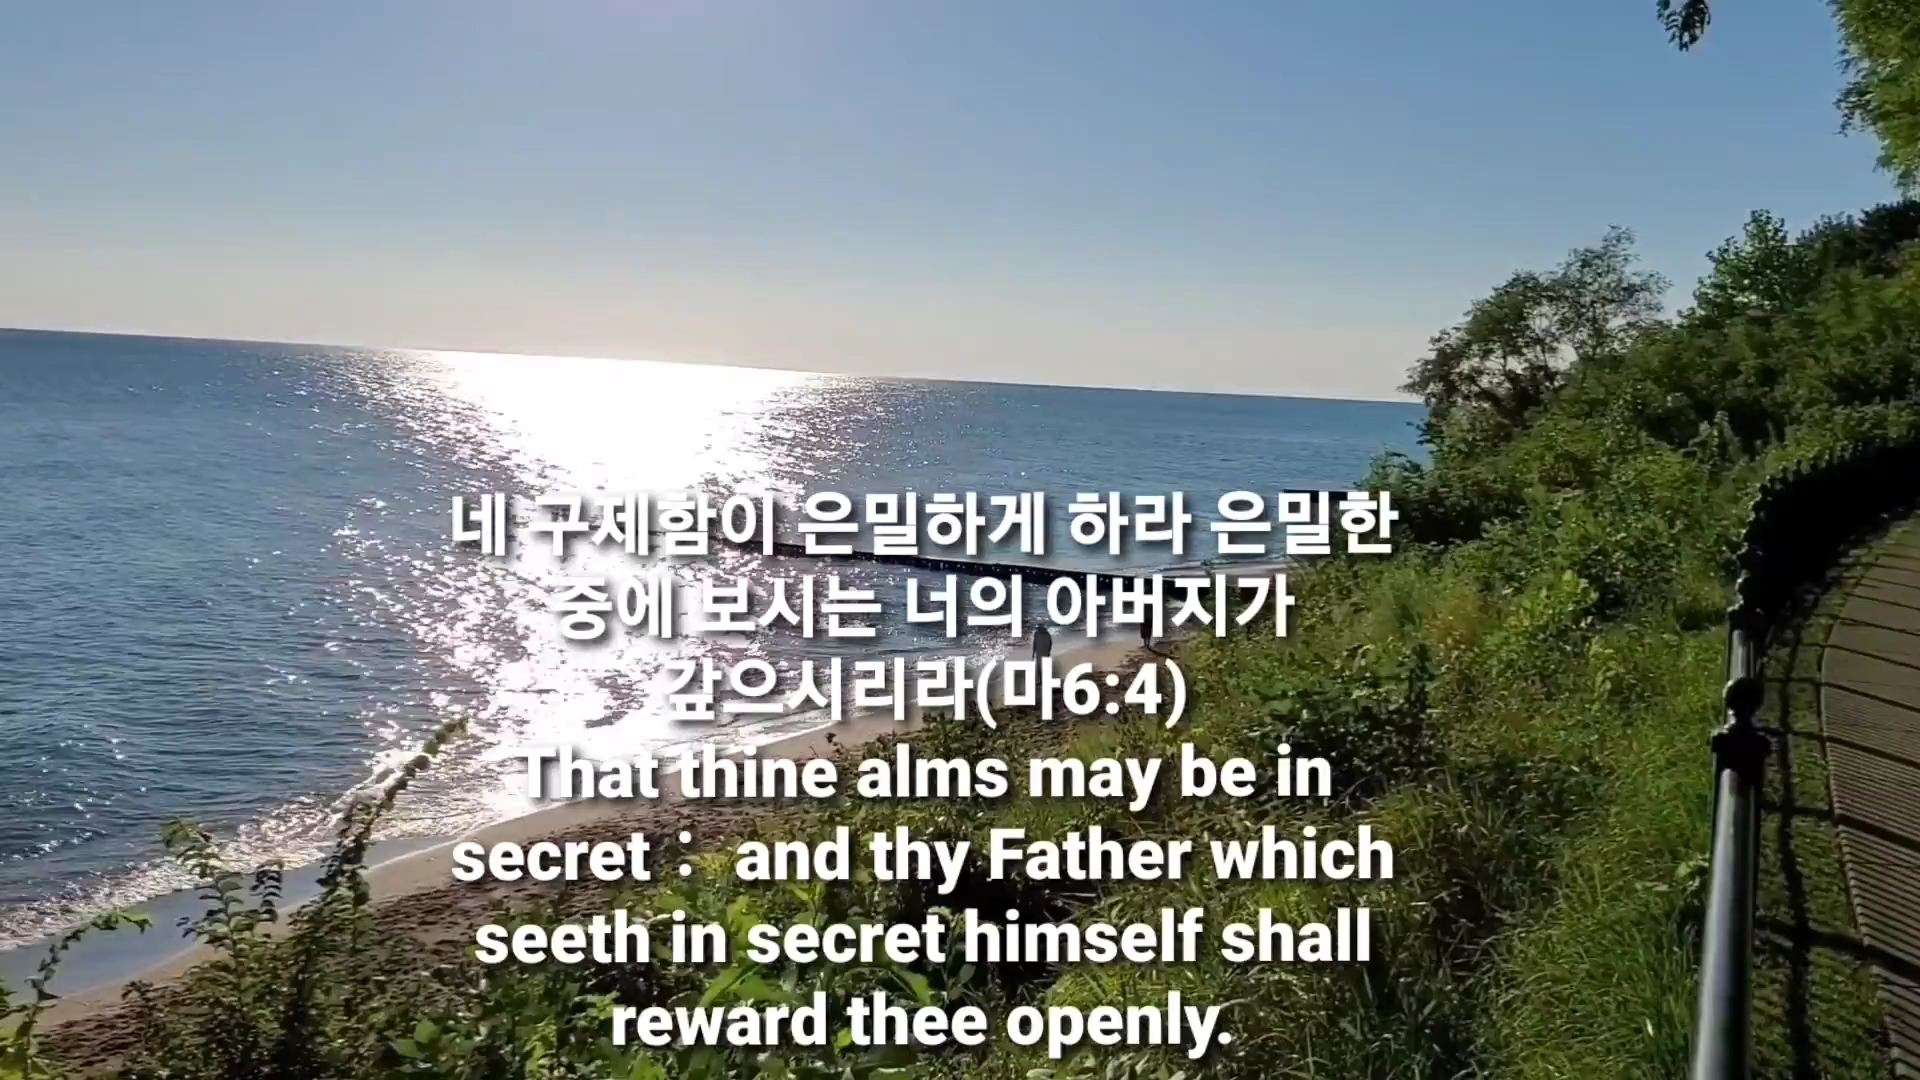 네 구제함이 은밀하게 하라 은밀한
중에 보시는 너의 아버지가
갚으시리라(마6:4)
That thine alms may be in
secret : and thy Father which
seeth in secret himself shall
reward thee openly.